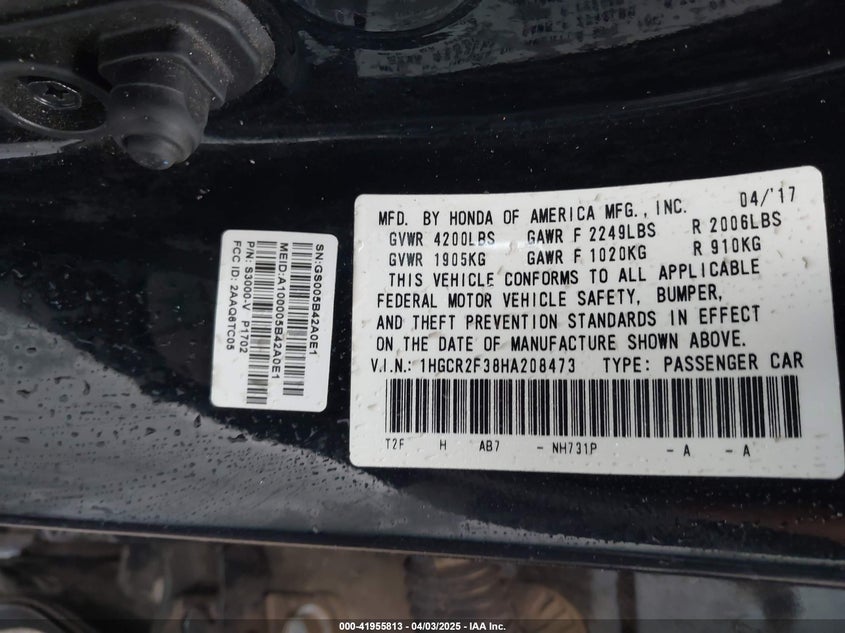 MFD. BY HONDA OF AMERICA MFG., INC. 04/'17
GVWR 4200LBS GAWR F 2249LBS R 2006LBS
GVWR 1905KG GAWR F 1020KG R 910KG
THIS VEHICLE CONFORMS TO ALL APPLICABLE
FEDERAL MOTOR VEHICLE SAFETY, BUMPER,
AND THEFT PREVENTION STANDARDS IN EFFECT
ON THE DATE OF MANUFACTURE SHOWN ABOVE.
V.I.N.: 1HGCR2F38HA208473 TYPE: PASSENGER CAR
T2F H AB7 - NH731P - A - A
SN:GS005B42A0E1
MEID:A100005B42A0E1
P/N: S3000-V P1702
FCC ID: 2AAQ6TC05
000-41955813 - 04/03/2025 - IAA Inc.